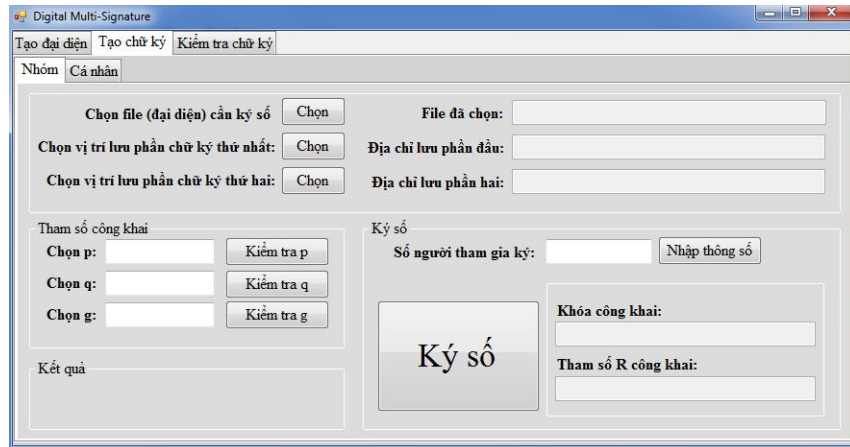 Digital Multi-Signature
Tạo đại diện Tạo chữ ký Kiểm tra chữ ký
Nhóm Cá nhân
Chọn file (đại diện) cần ký số Chọn File đã chọn:
Chọn vị trí lưu phần chữ ký thứ nhất: Chọn Địa chỉ lưu phần đầu:
Chọn vị trí lưu phần chữ ký thứ hai: Chọn Địa chỉ lưu phần hai:
Tham số công khai Ký số
Chọn p: Kiểm tra p Số người tham gia ký: Nhập thông số
Chọn q: Kiểm tra q
Chọn g: Kiểm tra g Khóa công khai:
Ký số
Kết quả Tham số R công khai: